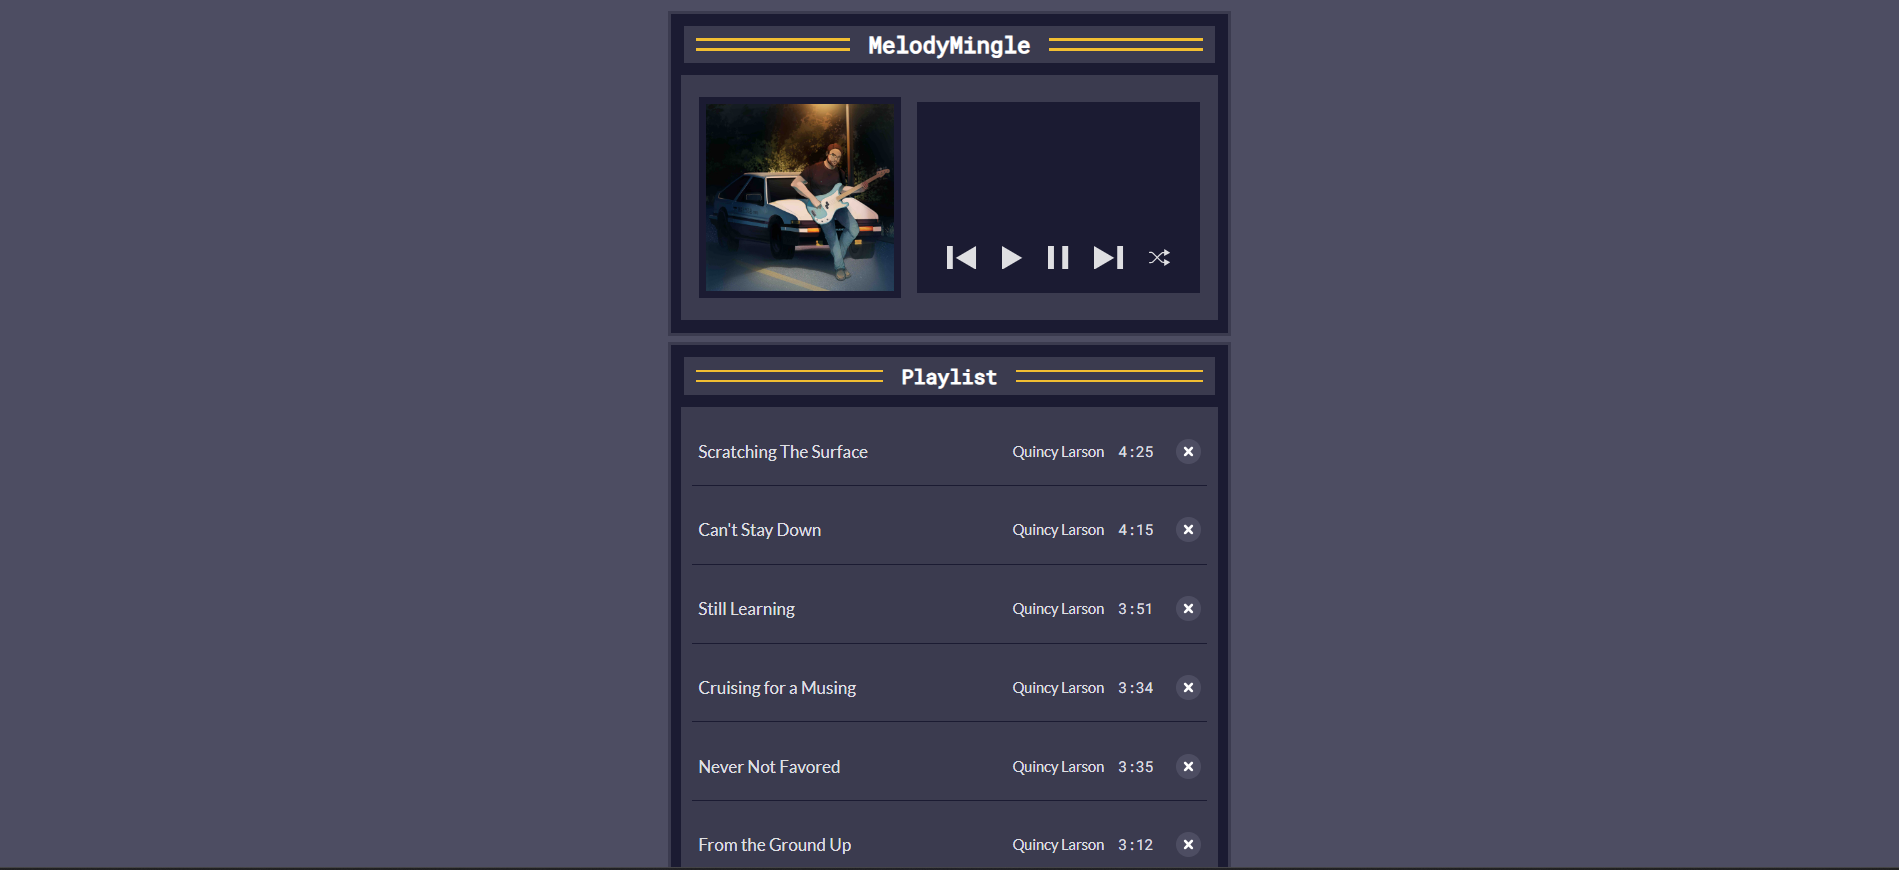 MelodyMingle
Playlist
Scratching The Surface Quincy Larson 4:25
Can't Stay Down Quincy Larson 4:15
Still Learning Quincy Larson 3:51
Cruising for a Musing Quincy Larson 3:34
Never Not Favored Quincy Larson 3:35
From the Ground Up Quincy Larson 3:12